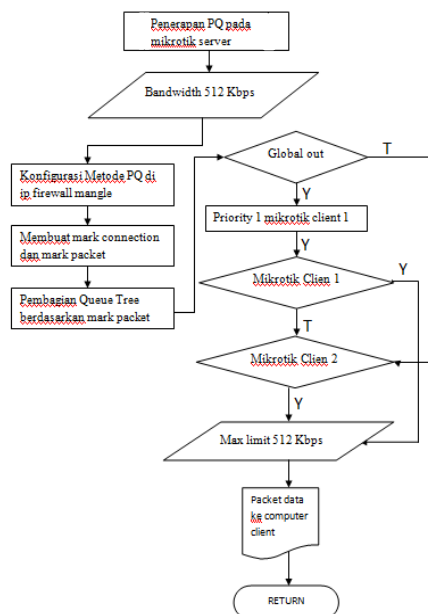 Penerapan PQ pada
mikrotik server
Bandwidth 512 Kbps
Konfigurasi Metode PQ di
ip firewall mangle
Membuat mark connection
dan mark packet
Pembagian Queue Tree
berdasarkan mark packet
Global out
T
Y
Priority 1 mikrotik client 1
Y
Mikrotik Clien 1
Y
T
Mikrotik Clien 2
Y
Max limit 512 Kbps
Packet data
ke computer
client
RETURN